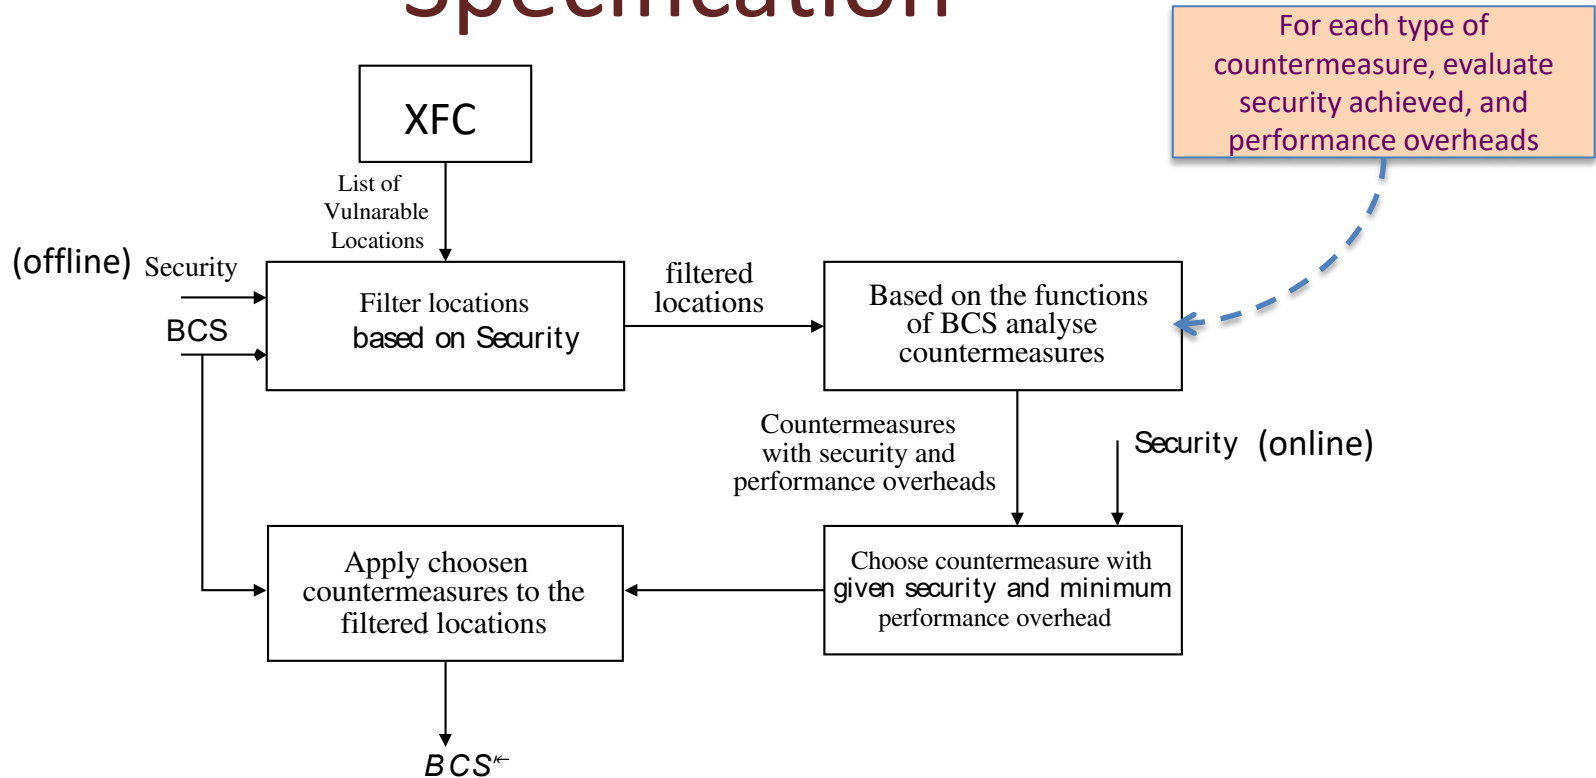 Specification
For each type of
countermeasure, evaluate
security achieved, and
performance overheads
XFC
List of
Vulnarable
Locations
(offline) Security
BCS
Filter locations
based on Security
filtered
locations
Based on the functions
of BCS analyse
countermeasures
Countermeasures
with security and
performance overheads
Security (online)
Choose countermeasure with
given security and minimum
performance overhead
Apply choosen
countermeasures to the
filtered locations
BCS